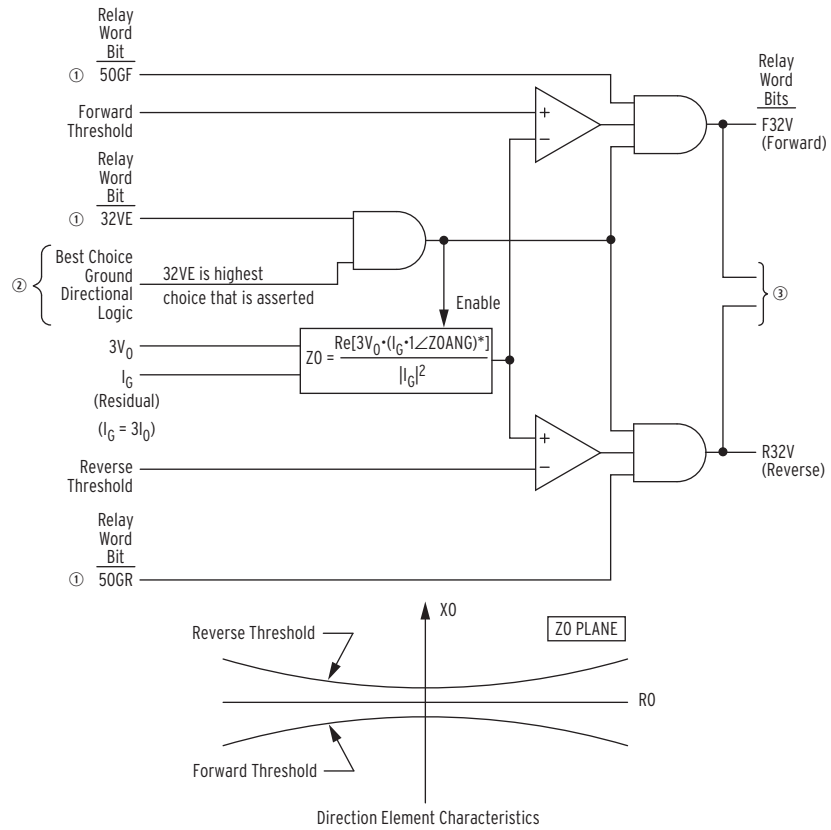 Relay
Word
Bit
① 50GF
Forward
Threshold
Relay
Word
Bit
① 32VE
② Best Choice
Ground
Directional
Logic
32VE is highest
choice that is asserted
Enable
3V0
IG
(Residual)
(IG = 3I0)
Z0 = Re[3V0•(IG•1∠Z0ANG)*]
|IG|2
Reverse
Threshold
Relay
Word
Bit
① 50GR
+
−
+
−
Relay
Word
Bits
F32V
(Forward)
③
R32V
(Reverse)
X0
Z0 PLANE
Reverse Threshold
R0
Forward Threshold
Direction Element Characteristics